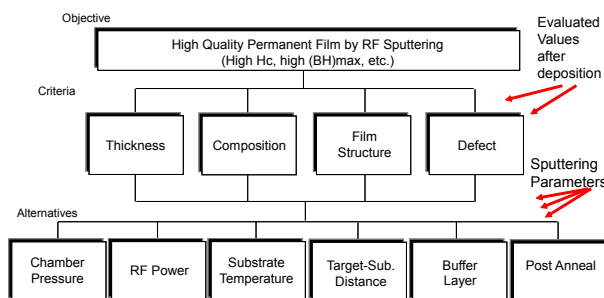 Objective
High Quality Permanent Film by RF Sputtering
(High Hc, high (BH)max, etc.)
Evaluated
Values
after
deposition
Criteria
Thickness
Composition
Film
Structure
Defect
Sputtering
Parameters
Alternatives
Chamber
Pressure
RF Power
Substrate
Temperature
Target-Sub.
Distance
Buffer
Layer
Post Anneal